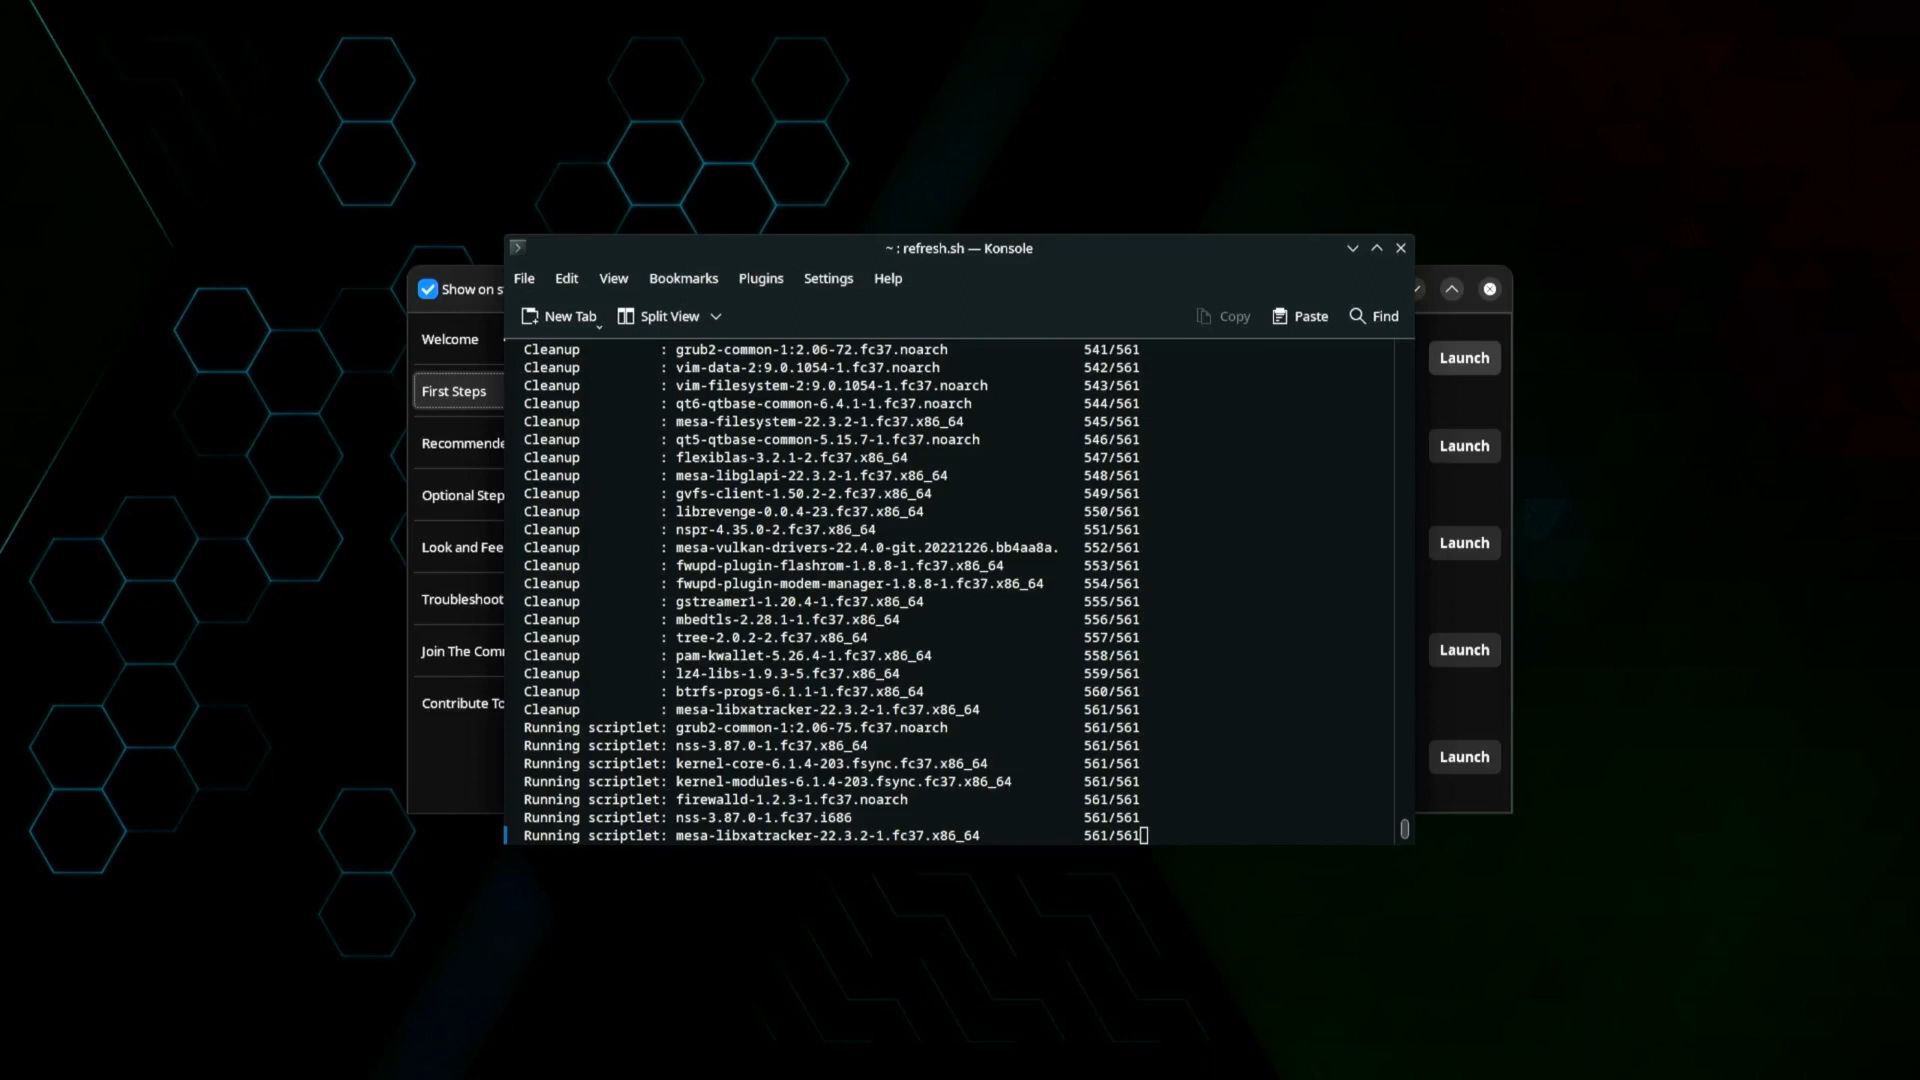 ~ : refresh.sh — Konsole
File Edit View Bookmarks Plugins Settings Help
New Tab Split View Copy Paste Find
Show on
Welcome
First Steps
Optional
Look and
Join The
Contribute
Launch
Launch
Launch
Launch
Launch
Cleanup : grub2-common-1:2.06-72.fc37.noarch 541/561
Cleanup : vim-data-2:9.0.1054-1.fc37.noarch 542/561
Cleanup : vim-filesystem-2:9.0.1054-1.fc37.noarch 543/561
Cleanup : qt6-qtbase-common-6.4.1-1.fc37.noarch 544/561
Cleanup : mesa-filesystem-22.3.2-1.fc37.x86_64 545/561
Cleanup : qt5-qtbase-common-5.15.7-1.fc37.noarch 546/561
Cleanup : flexiblas-3.2.1-2.fc37.x86_64 547/561
Cleanup : mesa-libglapi-22.3.2-1.fc37.x86_64 548/561
Cleanup : gvfs-client-1.50.2-2.fc37.x86_64 549/561
Cleanup : librevenge-0.0.4-23.fc37.x86_64 550/561
Cleanup : nspr-4.35.0-2.fc37.x86_64 551/561
Cleanup : mesa-vulkan-drivers-22.4.0-git.20221226.bb4aa8a. 552/561
Cleanup : fwupd-plugin-flashrom-1.8.8-1.fc37.x86_64 553/561
Cleanup : fwupd-plugin-modem-manager-1.8.8-1.fc37.x86_64 554/561
Cleanup : gstreamer1-1.20.4-1.fc37.x86_64 555/561
Cleanup : mbedtls-2.28.1-1.fc37.x86_64 556/561
Cleanup : tree-2.0.2-2.fc37.x86_64 557/561
Cleanup : pam-kwallet-5.26.4-1.fc37.x86_64 558/561
Cleanup : lz4-libs-1.9.3-5.fc37.x86_64 559/561
Cleanup : btrfs-progs-6.1.1-1.fc37.x86_64 560/561
Cleanup : mesa-libxatracker-22.3.2-1.fc37.x86_64 561/561
Running scriptlet: grub2-common-1:2.06-75.fc37.noarch 561/561
Running scriptlet: nss-3.87.0-1.fc37.x86_64 561/561
Running scriptlet: kernel-core-6.1.4-203.fsync.fc37.x86_64 561/561
Running scriptlet: kernel-modules-6.1.4-203.fsync.fc37.x86_64 561/561
Running scriptlet: firewalld-1.2.3-1.fc37.noarch 561/561
Running scriptlet: nss-3.87.0-1.fc37.i686 561/561
Running scriptlet: mesa-libxatracker-22.3.2-1.fc37.x86_64 561/561